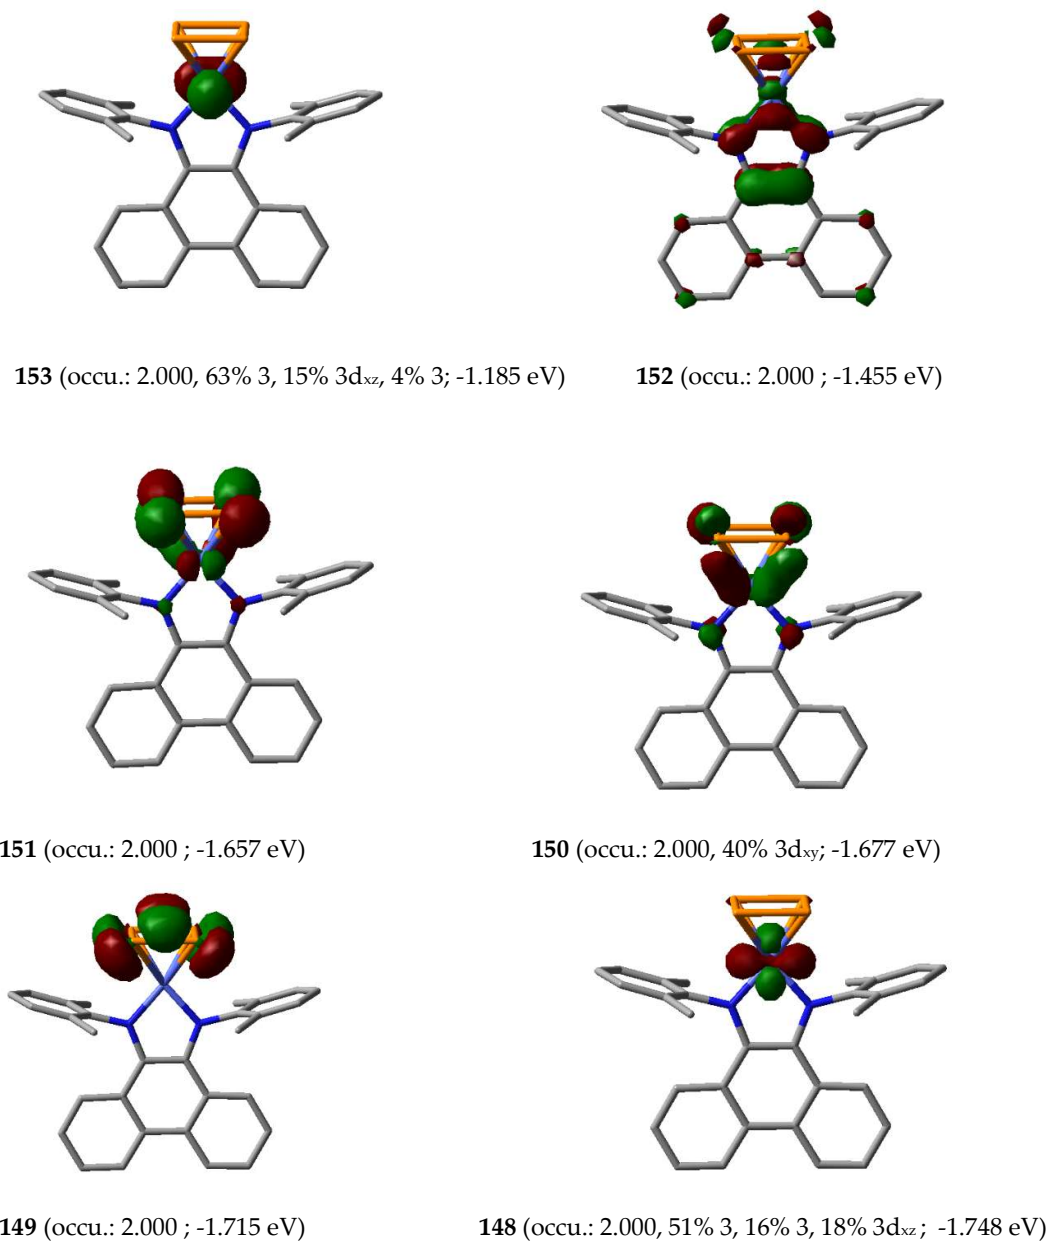 153 (occu.: 2.000, 63% 3, 15% 3dxz, 4% 3; -1.185 eV)
152 (occu.: 2.000 ; -1.455 eV)
151 (occu.: 2.000 ; -1.657 eV)
150 (occu.: 2.000, 40% 3dxy; -1.677 eV)
149 (occu.: 2.000 ; -1.715 eV)
148 (occu.: 2.000, 51% 3, 16% 3, 18% 3dxz ; -1.748 eV)